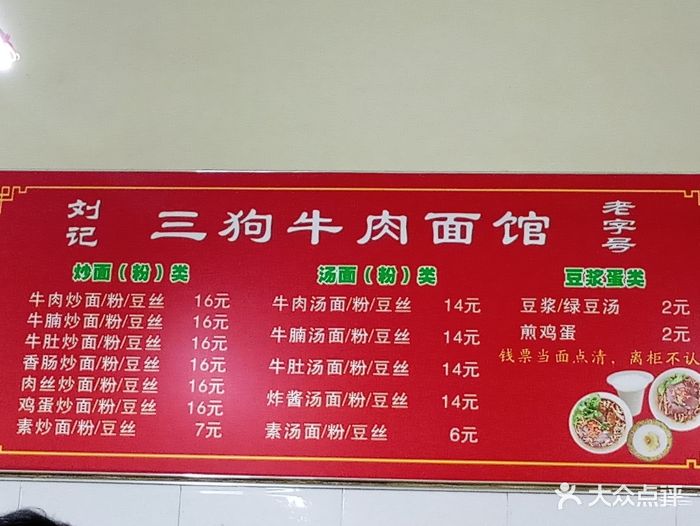 刘记 三狗牛肉面馆 老字号
炒面（粉）类
牛肉炒面/粉/豆丝 16元
牛腩炒面/粉/豆丝 16元
牛肚炒面/粉/豆丝 16元
香肠炒面/粉/豆丝 16元
肉丝炒面/粉/豆丝 16元
鸡蛋炒面/粉/豆丝 16元
素炒面/粉/豆丝 7元
汤面（粉）类
牛肉汤面/粉/豆丝 14元
牛腩汤面/粉/豆丝 14元
牛肚汤面/粉/豆丝 14元
炸酱汤面/粉/豆丝 14元
素汤面/粉/豆丝 6元
豆浆蛋类
豆浆/绿豆汤 2元
煎鸡蛋 2元
钱票当面点清，离柜不认
大众点评